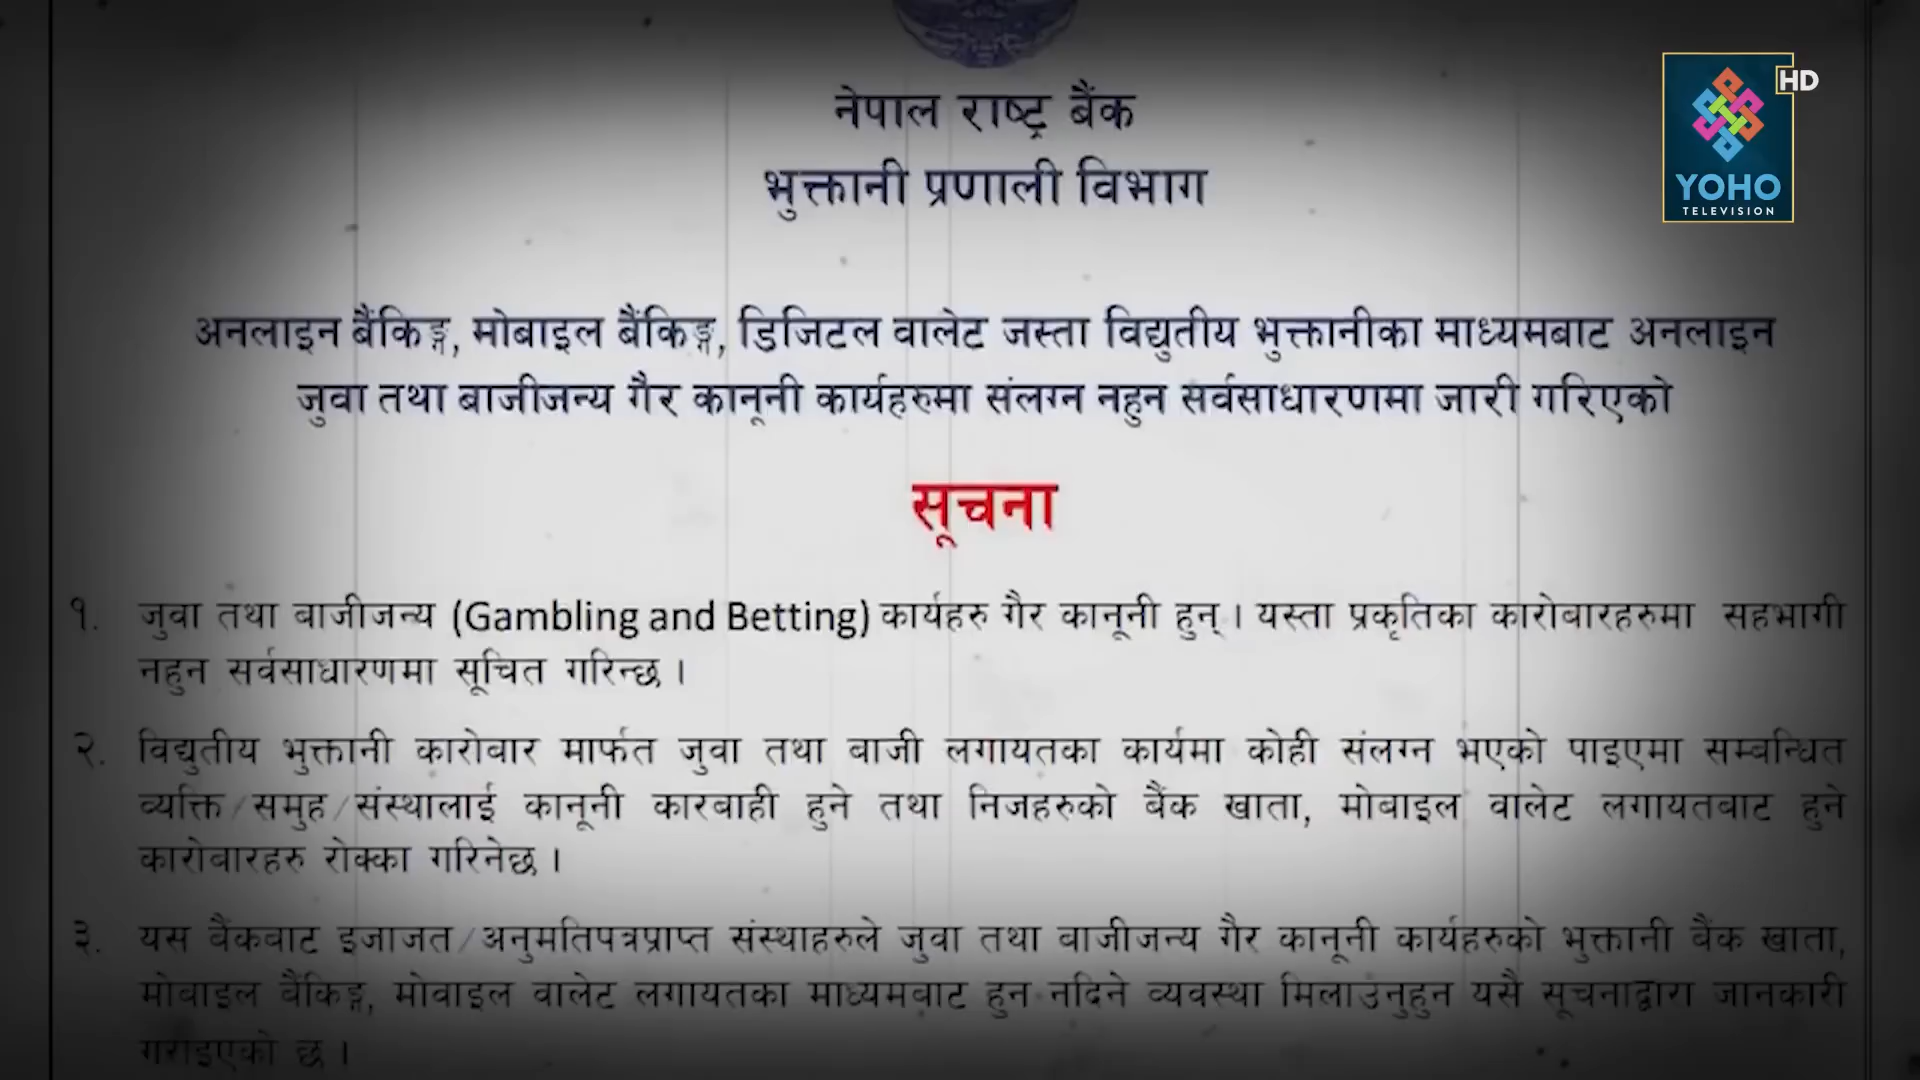 नेपाल राष्ट्र बैंक
भुक्तानी प्रणाली विभाग
HD
YOHO
TELEVISION
अनलाइन बैंकिङ्ग, मोबाइल बैंकिङ्ग, डिजिटल वालेट जस्ता विद्युतीय भुक्तानीका माध्यमबाट अनलाइन
जुवा तथा बाजीजन्य गैर कानूनी कार्यहरुमा संलग्न नहुन सर्वसाधारणमा जारी गरिएको
सूचना
१. जुवा तथा बाजीजन्य (Gambling and Betting) कार्यहरु गैर कानूनी हुन् । यस्ता प्रकृतिका कारोबारहरुमा सहभागी
नहुन सर्वसाधारणमा सूचित गरिन्छ ।
२. विद्युतीय भुक्तानी कारोबार मार्फत जुवा तथा बाजी लगायतका कार्यमा कोही संलग्न भएको पाइएमा सम्बन्धित
व्यक्ति/समुह/संस्थालाई कानूनी कारबाही हुने तथा निजहरुको बैंक खाता, मोबाइल वालेट लगायतबाट हुने
कारोबारहरु रोक्का गरिनेछ ।
३. यस बैंकबाट इजाजत/अनुमतिपत्रप्राप्त संस्थाहरुले जुवा तथा बाजीजन्य गैर कानूनी कार्यहरुको भुक्तानी बैंक खाता,
मोबाइल बैंकिङ्ग, मोवाइल वालेट लगायतका माध्यमबाट हुन नदिने व्यवस्था मिलाउनुहुन यसै सूचनाद्वारा जानकारी
गराइएको छ ।